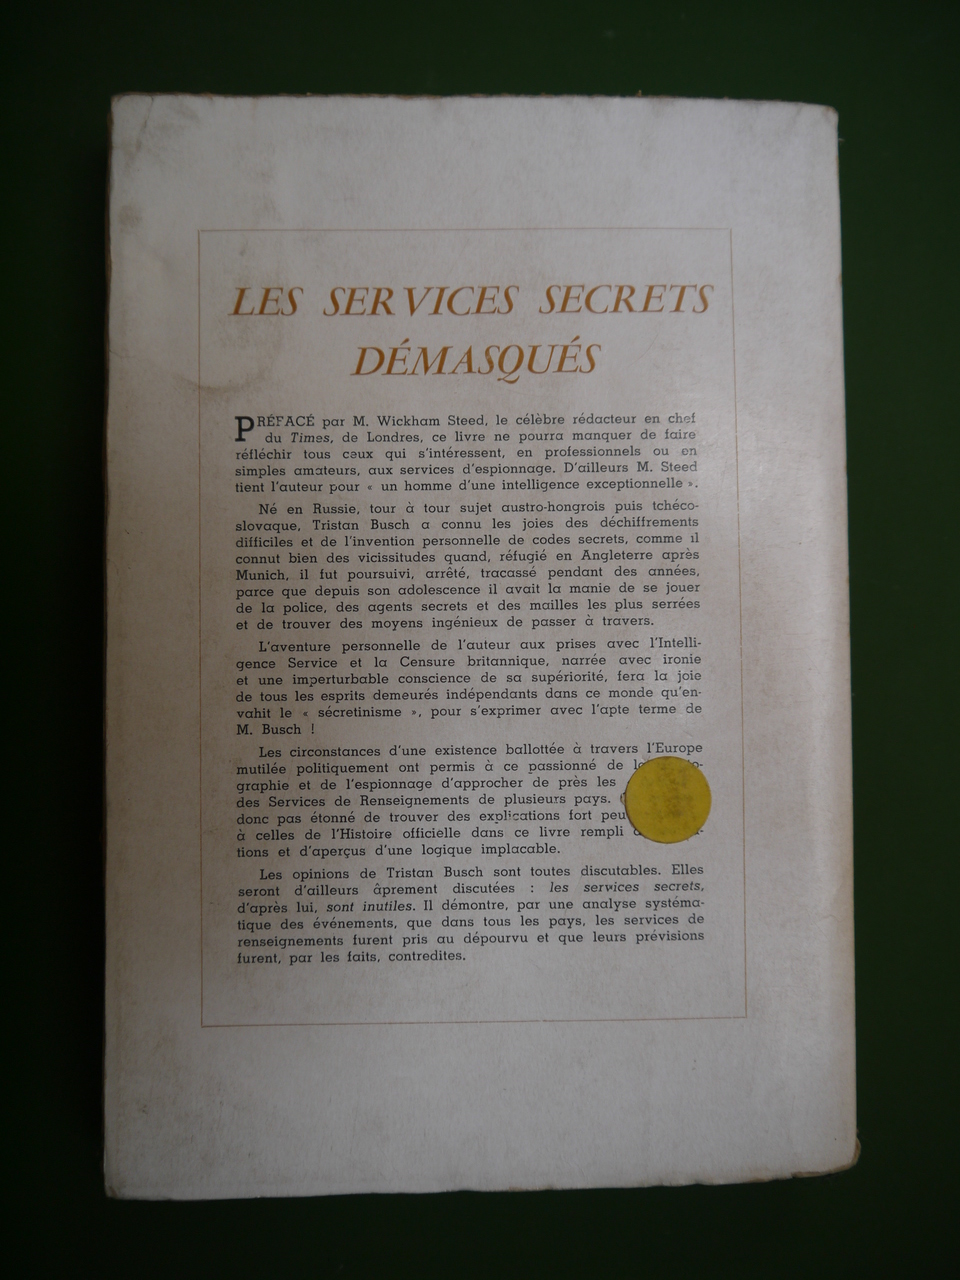 LES SERVICES SECRETS
DÉMASQUÉS
PRÉFACÉ par M. Wickham Steed, le célèbre rédacteur en chef
du Times, de Londres, ce livre ne pourra manquer de faire
réfléchir tous ceux qui s'intéressent, en professionnels ou en
simples amateurs, aux services d'espionnage. D'ailleurs M. Steed
tient l'auteur pour « un homme d'une intelligence exceptionnelle ».
Né en Russie, tour à tour sujet austro-hongrois puis tchéco-
slovaque, Tristan Busch a connu les joies des déchiffrements
difficiles et de l'invention personnelle de codes secrets, comme il
connut bien des vicissitudes quand, réfugié en Angleterre après
Munich, il fut poursuivi, arrêté, tracassé pendant des années,
parce que depuis son adolescence il avait la manie de se jouer
de la police, des agents secrets et des mailles les plus serrées
et de trouver des moyens ingénieux de passer à travers.
L'aventure personnelle de l'auteur aux prises avec l'Intelli-
gence Service et la Censure britannique, narrée avec ironie
et une imperturbable conscience de sa supériorité, fera la joie
de tous les esprits demeurés indépendants dans ce monde qu'en-
vahit le « sécretinisme », pour s'exprimer avec l'apte terme de
M. Busch !
Les circonstances d'une existence ballottée à travers l'Europe
mutilée politiquement ont permis à ce passionné de
graphie et de l'espionnage d'approcher de près les
des Services de Renseignements de plusieurs pays.
donc pas étonné de trouver des explications fort peu
à celles de l'Histoire officielle dans ce livre rempli
tions et d'aperçus d'une logique implacable.
Les opinions de Tristan Busch sont toutes discutables. Elles
seront d'ailleurs âprement discutées : les services secrets,
d'après lui, sont inutiles. Il démontre, par une analyse systéma-
tique des événements, que dans tous les pays, les services de
renseignements furent pris au dépourvu et que leurs prévisions
furent, par les faits, contredites.